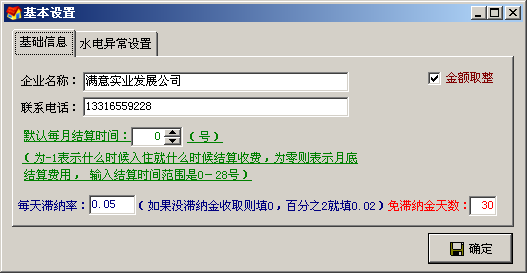 基本设置
基础信息 水电异常设置
企业名称： 满意实业发展公司 金额取整
联系电话： 13316559228
默认每月结算时间： 0 （号）
（为-1表示什么时候入住就什么时候结算收费，为零则表示月底
结算费用， 输入结算时间范围是0－28号）
每天滞纳率： 0.05 （如果没滞纳金收取则填0，百分之2就填0.02） 免滞纳金天数： 30
确定